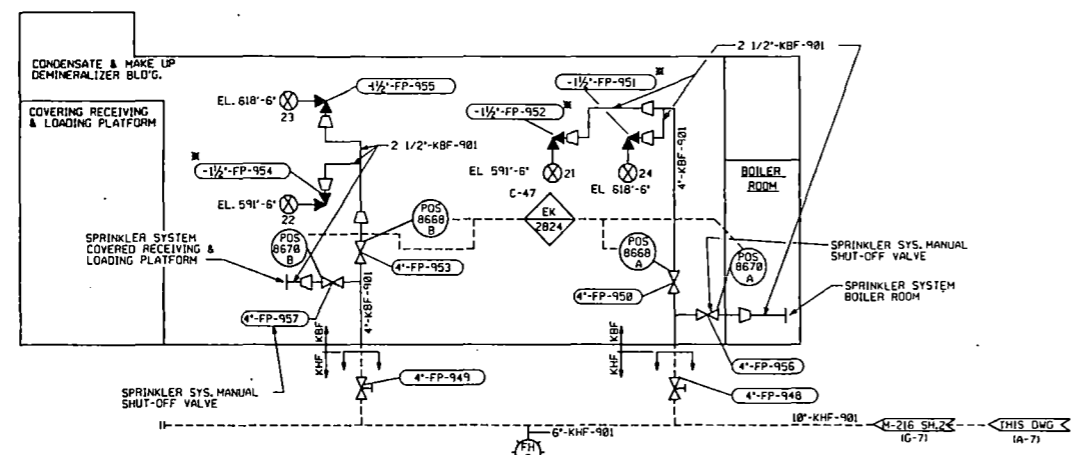 2 1/2"-KBF-901
CONDENSATE & MAKE UP
DEMINERALIZER BLD'G.
COVERING RECEIVING
& LOADING PLATFORM
EL. 618'-6"
23
-1½"-FP-955
-1½"-FP-951
-1½"-FP-952
2 1/2"-KBF-901
-1½"-FP-954
EL. 591'-6"
22
EL 591'-6"
21
24
EL 618'-6"
4"-KBF-901
BOILER
ROOM
C-47
EK
2824
POS
8668
B
POS
8670
B
POS
8668
A
POS
8670
A
SPRINKLER SYSTEM
COVERED RECEIVING &
LOADING PLATFORM
4"-FP-953
4"-FP-957
4"-KBF-901
4"-FP-950
SPRINKLER SYS. MANUAL
SHUT-OFF VALVE
SPRINKLER SYSTEM
BOILER ROOM
KBF
KHF
KBF
KHF
4"-FP-956
4"-FP-949
4"-FP-948
SPRINKLER SYS. MANUAL
SHUT-OFF VALVE
10"-KHF-901
6"-KHF-901
FH
M-216 SH.2
(G-7)
THIS DWG
(A-7)